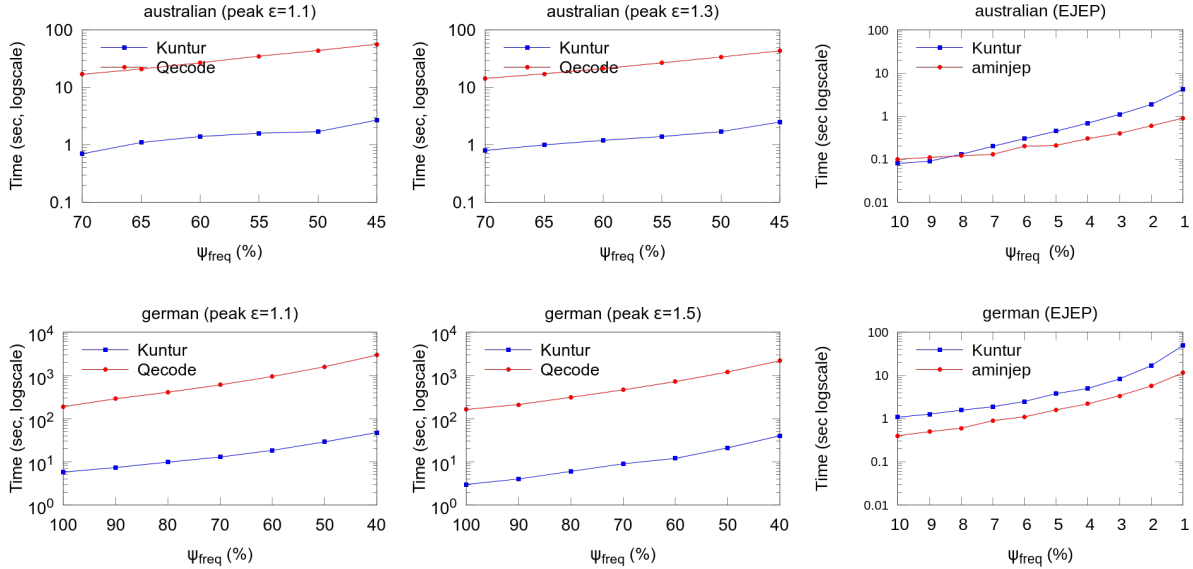 australian (peak ε=1.1)
Time (sec, logscale)
100
10
1
0.1
Kuntur
Qecode
70 65 60 55 50 45
ψfreq (%)
australian (peak ε=1.3)
Time (sec, logscale)
100
10
1
0.1
Kuntur
Qecode
70 65 60 55 50 45
ψfreq (%)
australian (EJEP)
Time (sec logscale)
100
10
1
0.1
0.01
Kuntur
aminjep
10 9 8 7 6 5 4 3 2 1
ψfreq (%)
german (peak ε=1.1)
Time (sec, logscale)
10⁴
10³
10²
10¹
10⁰
Kuntur
Qecode
100 90 80 70 60 50 40
ψfreq (%)
german (peak ε=1.5)
Time (sec, logscale)
10⁴
10³
10²
10¹
10⁰
Kuntur
Qecode
100 90 80 70 60 50 40
ψfreq (%)
german (EJEP)
Time (sec logscale)
100
10
1
0.1
0.01
Kuntur
aminjep
10 9 8 7 6 5 4 3 2 1
ψfreq (%)